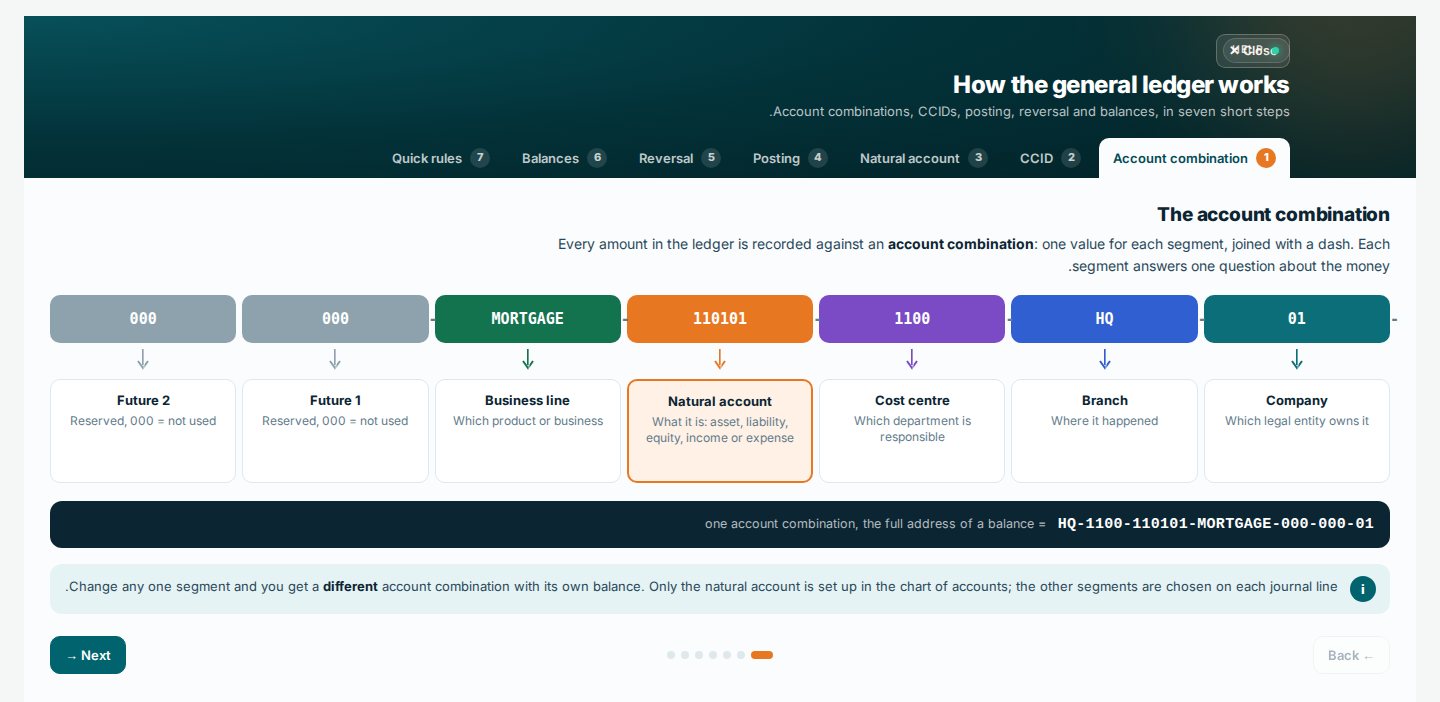 ✕ Close
HELP
How the general ledger works
.Account combinations, CCIDs, posting, reversal and balances, in seven short steps
Account combination 1
CCID 2
Natural account 3
Posting 4
Reversal 5
Balances 6
Quick rules 7
The account combination
Every amount in the ledger is recorded against an account combination: one value for each segment, joined with a dash. Each
.segment answers one question about the money
000 000 - MORTGAGE - 110101 - 1100 - HQ - 01 -
Future 2
Reserved, 000 = not used
Future 1
Reserved, 000 = not used
Business line
Which product or business
Natural account
What it is: asset, liability,
equity, income or expense
Cost centre
Which department is
responsible
Branch
Where it happened
Company
Which legal entity owns it
one account combination, the full address of a balance = HQ-1100-110101-MORTGAGE-000-000-01
.Change any one segment and you get a different account combination with its own balance. Only the natural account is set up in the chart of accounts; the other segments are chosen on each journal line
i
→ Next
Back ←